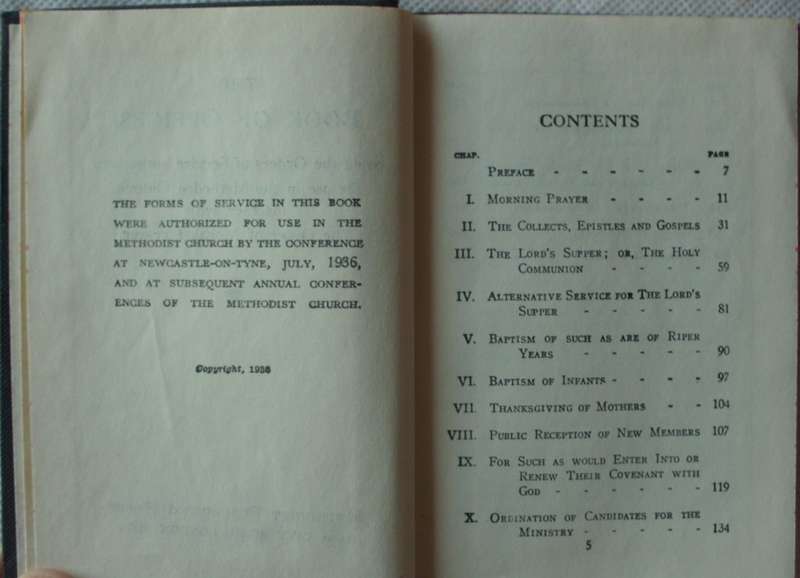 THE FORMS OF SERVICE IN THIS BOOK
WERE AUTHORIZED FOR USE IN THE
METHODIST CHURCH BY THE CONFERENCE
AT NEWCASTLE-ON-TYNE, JULY, 1936,
AND AT SUBSEQUENT ANNUAL CONFER-
ENCES OF THE METHODIST CHURCH.
Copyright, 1936
CONTENTS
CHAP. PAGE
PREFACE - - - - - - 7
I. MORNING PRAYER - - - - 11
II. THE COLLECTS, EPISTLES AND GOSPELS 31
III. THE LORD'S SUPPER; OR, THE HOLY
COMMUNION - - - - 59
IV. ALTERNATIVE SERVICE FOR THE LORD'S
SUPPER - - - - - 81
V. BAPTISM OF SUCH AS ARE OF RIPER
YEARS - - - - - 90
VI. BAPTISM OF INFANTS - - - - 97
VII. THANKSGIVING OF MOTHERS - - 104
VIII. PUBLIC RECEPTION OF NEW MEMBERS 107
IX. FOR SUCH AS WOULD ENTER INTO OR
RENEW THEIR COVENANT WITH
GOD - - - - - - 119
X. ORDINATION OF CANDIDATES FOR THE
MINISTRY - - - - - 134
5